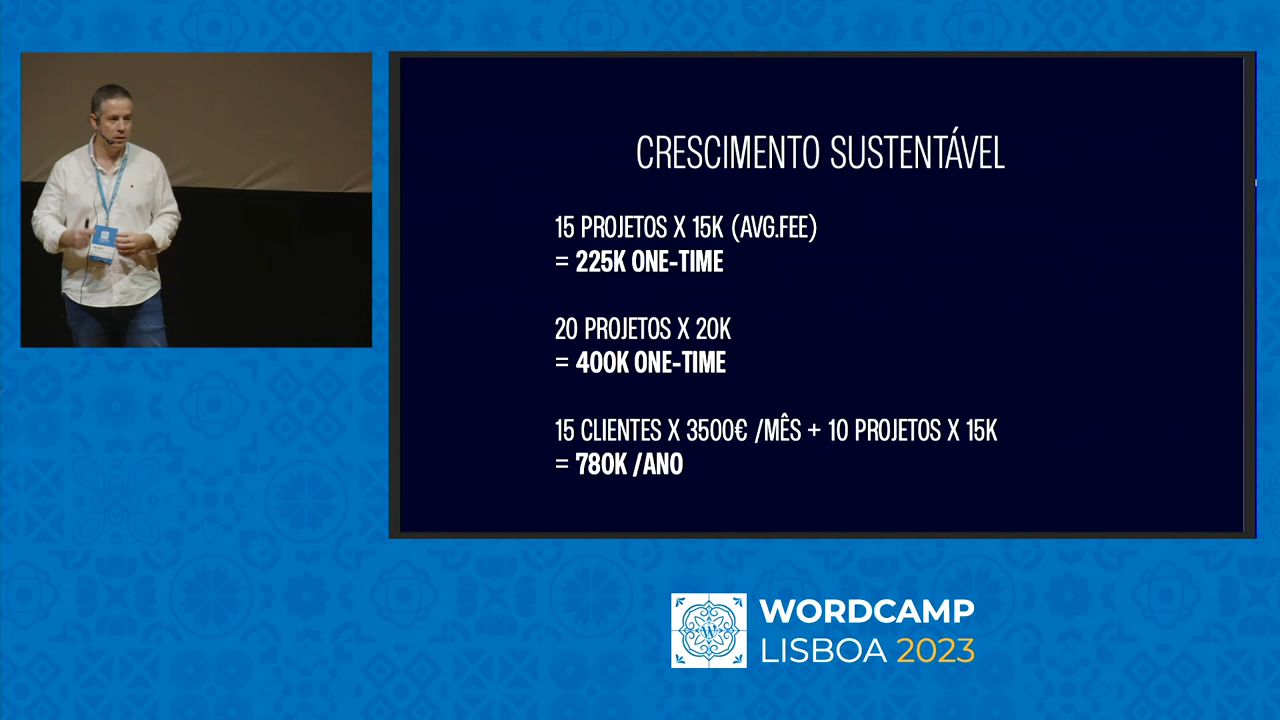 CRESCIMENTO SUSTENTÁVEL
15 PROJETOS X 15K (AVG.FEE)
= 225K ONE-TIME
20 PROJETOS X 20K
= 400K ONE-TIME
15 CLIENTES X 3500€ /MÊS + 10 PROJETOS X 15K
= 780K /ANO
WORDCAMP
LISBOA 2023